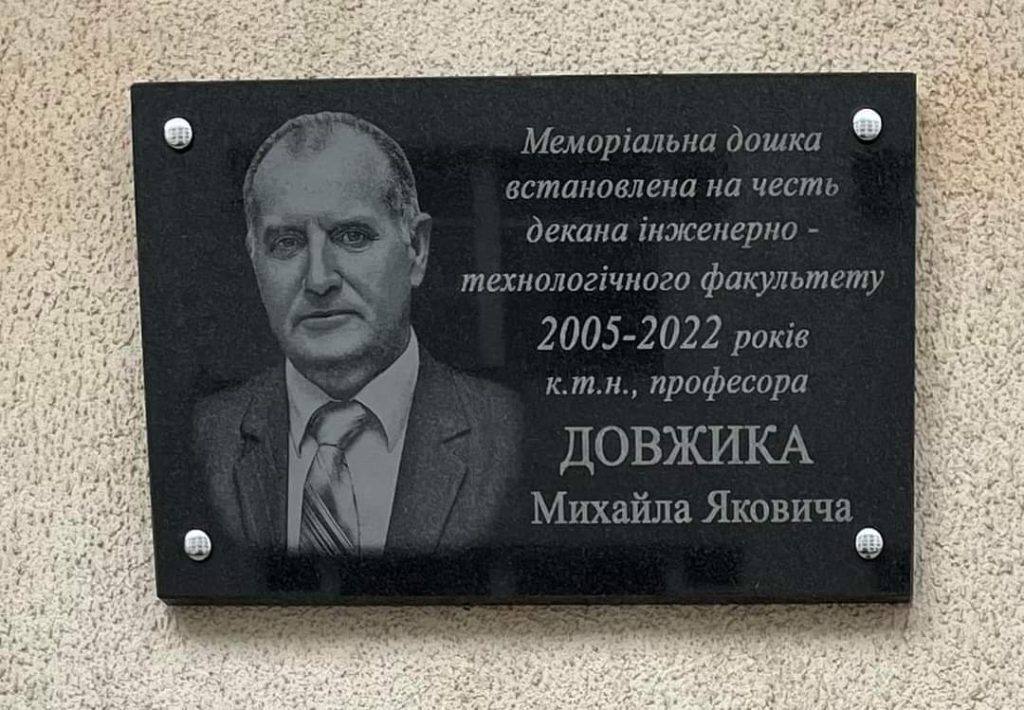 Меморіальна дошка
встановлена на честь
декана інженерно -
технологічного факультету
2005-2022 років
к.т.н., професора
ДОВЖИКА
Михайла Яковича